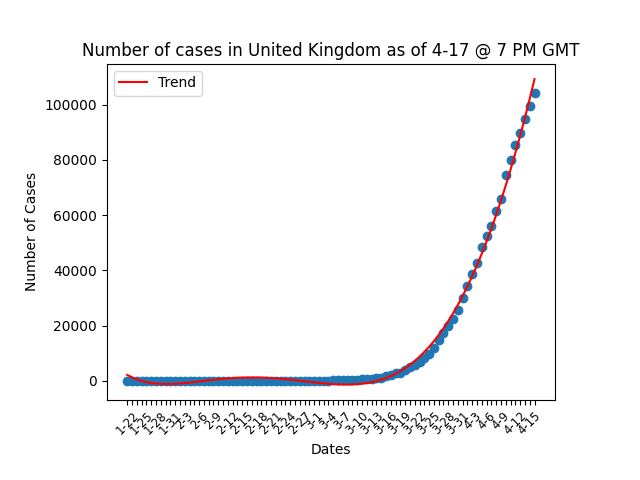 Number of cases in United Kingdom as of 4-17 @ 7 PM GMT
Trend
100000
80000
60000
40000
20000
0
Number of Cases
1-22 1-25 1-28 1-31 2-3 2-6 2-9 2-12 2-15 2-18 2-21 2-24 2-27 3-1 3-4 3-7 3-10 3-13 3-16 3-19 3-22 3-25 3-28 3-31 4-3 4-6 4-9 4-12 4-15
Dates